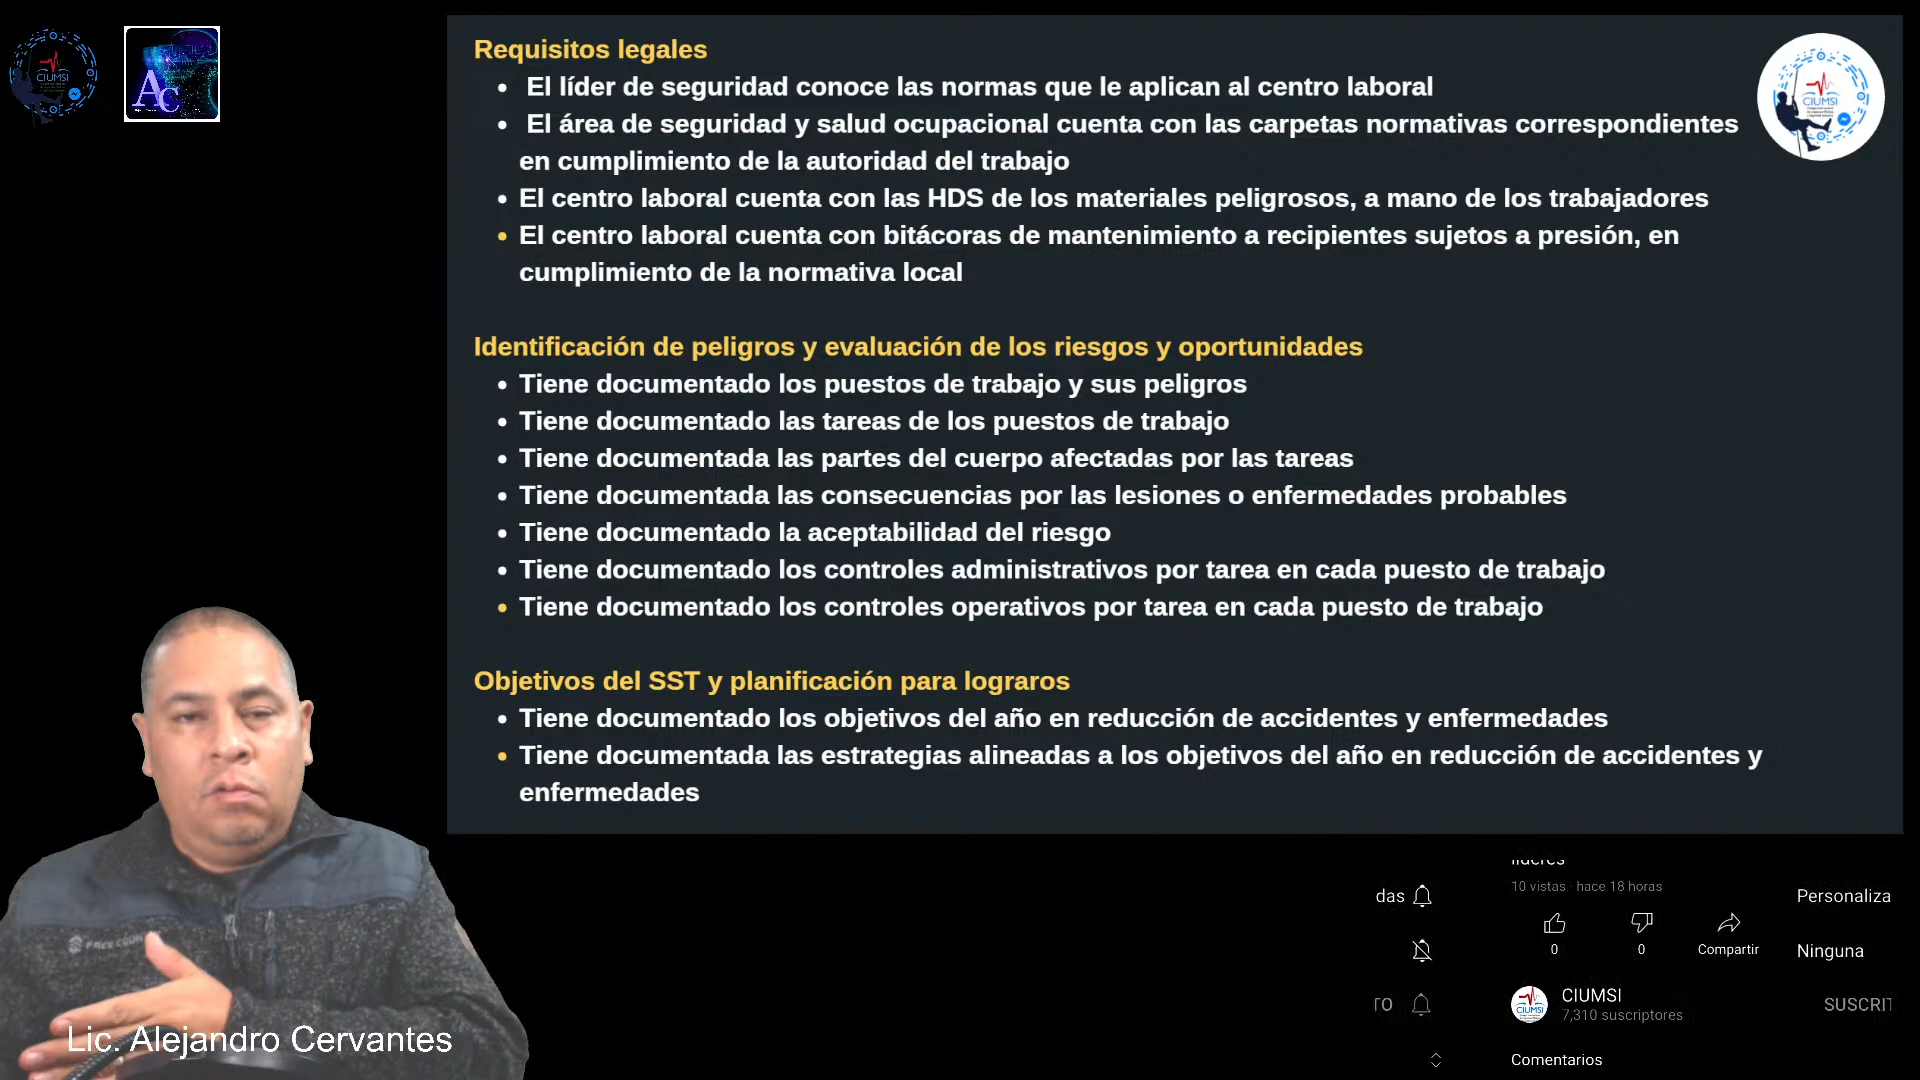 CIUMSI
AC
Requisitos legales
• El líder de seguridad conoce las normas que le aplican al centro laboral
• El área de seguridad y salud ocupacional cuenta con las carpetas normativas correspondientes
en cumplimiento de la autoridad del trabajo
• El centro laboral cuenta con las HDS de los materiales peligrosos, a mano de los trabajadores
• El centro laboral cuenta con bitácoras de mantenimiento a recipientes sujetos a presión, en
cumplimiento de la normativa local
CIUMSI
Identificación de peligros y evaluación de los riesgos y oportunidades
• Tiene documentado los puestos de trabajo y sus peligros
• Tiene documentado las tareas de los puestos de trabajo
• Tiene documentada las partes del cuerpo afectadas por las tareas
• Tiene documentada las consecuencias por las lesiones o enfermedades probables
• Tiene documentado la aceptabilidad del riesgo
• Tiene documentado los controles administrativos por tarea en cada puesto de trabajo
• Tiene documentado los controles operativos por tarea en cada puesto de trabajo
Objetivos del SST y planificación para lograros
• Tiene documentado los objetivos del año en reducción de accidentes y enfermedades
• Tiene documentada las estrategias alineadas a los objetivos del año en reducción de accidentes y
enfermedades
Lic. Alejandro Cervantes
das
líderes
10 vistas · hace 18 horas
Personaliza
0
0
Compartir
Ninguna
TO
CIUMSI
CIUMSI
7,310 suscriptores
SUSCRIT
Comentarios